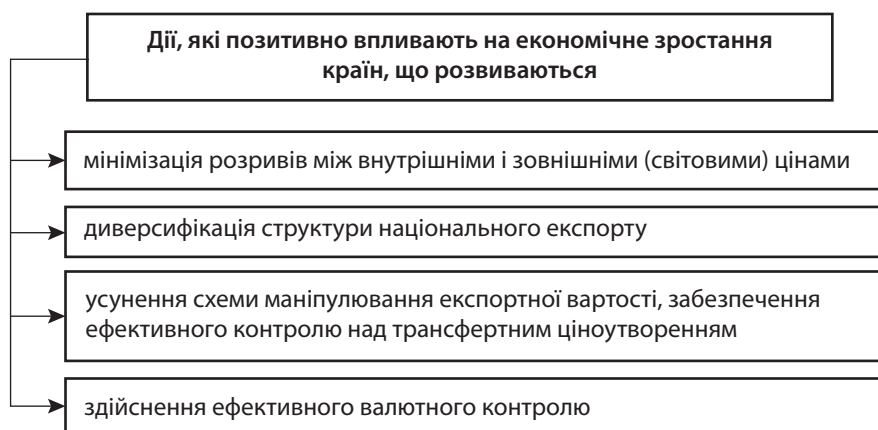 Дії, які позитивно впливають на економічне зростання
країн, що розвиваються
мінімізація розривів між внутрішніми і зовнішніми (світовими) цінами
диверсифікація структури національного експорту
усунення схеми маніпулювання експортної вартості, забезпечення
ефективного контролю над трансфертним ціноутворенням
здійснення ефективного валютного контролю